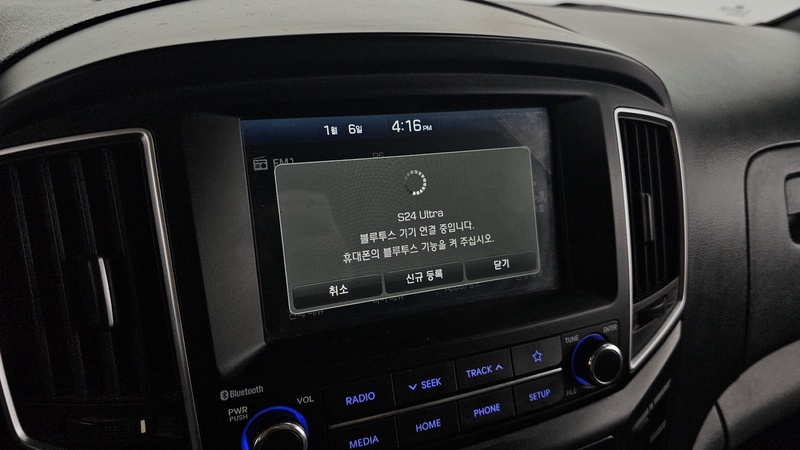 1월 6일 4:16 PM
FM1
S24 Ultra
블루투스 기기 연결 중입니다.
휴대폰의 블루투스 기능을 켜 주십시오.
취소 신규 등록 닫기
Bluetooth
PWR PUSH
VOL
RADIO
SEEK
TRACK
TUNE
ENTER
FILE
MEDIA
HOME
PHONE
SETUP